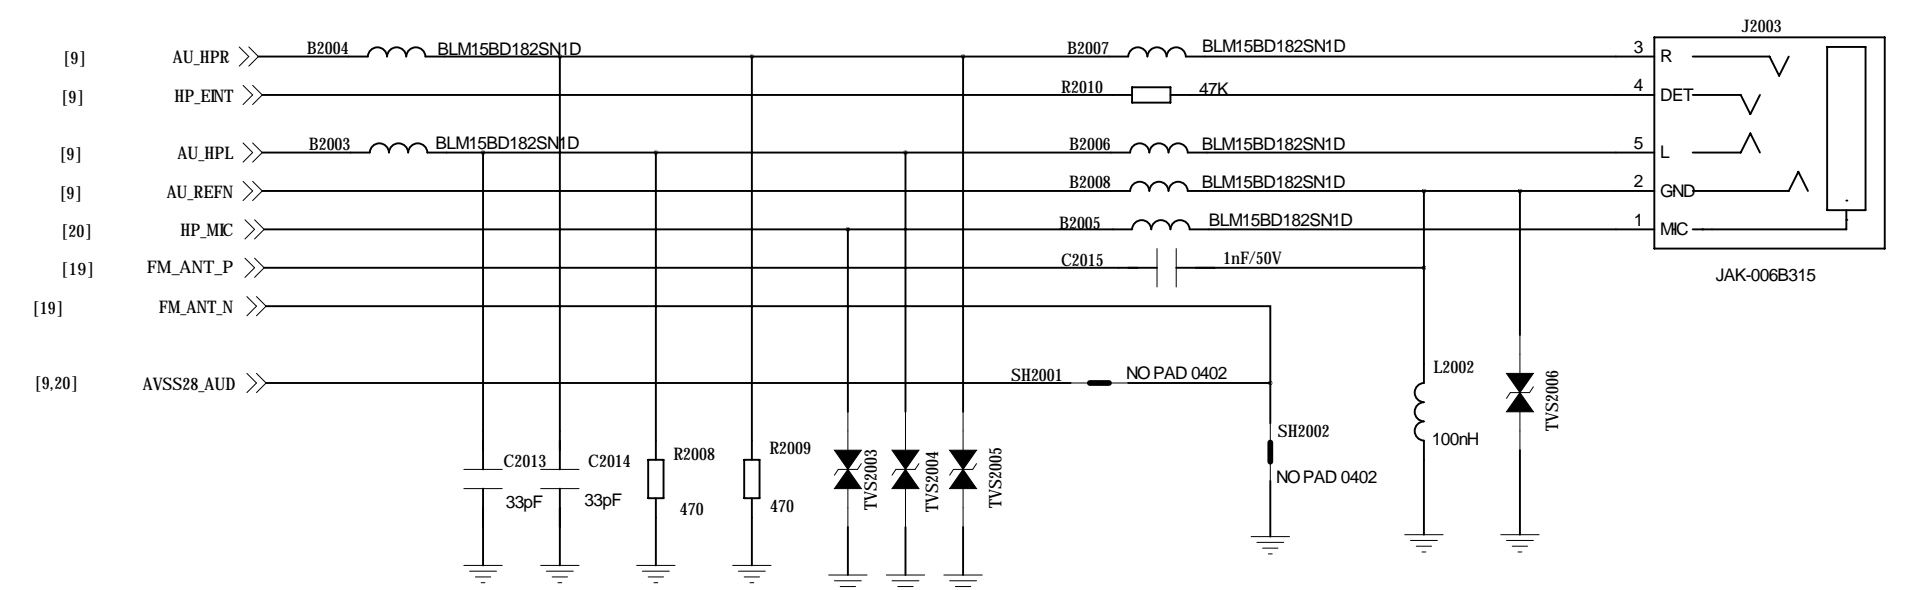 J2003
[9] AU_HPR B2004 BLM15BD182SN1D B2007 BLM15BD182SN1D 3 R
[9] HP_EINT R2010 47K 4 DET
[9] AU_HPL B2003 BLM15BD182SN1D B2006 BLM15BD182SN1D 5 L
[9] AU_REFN B2008 BLM15BD182SN1D 2 GND
[20] HP_MIC B2005 BLM15BD182SN1D 1 MIC
[19] FM_ANT_P C2015 1nF/50V
JAK-006B315
[19] FM_ANT_N
[9,20] AVSS28_AUD SH2001 NO PAD 0402
L2002
100nH
TVS2006
SH2002
NO PAD 0402
C2013
33pF
C2014
33pF
R2008
470
R2009
470
TVS2003
TVS2004
TVS2005